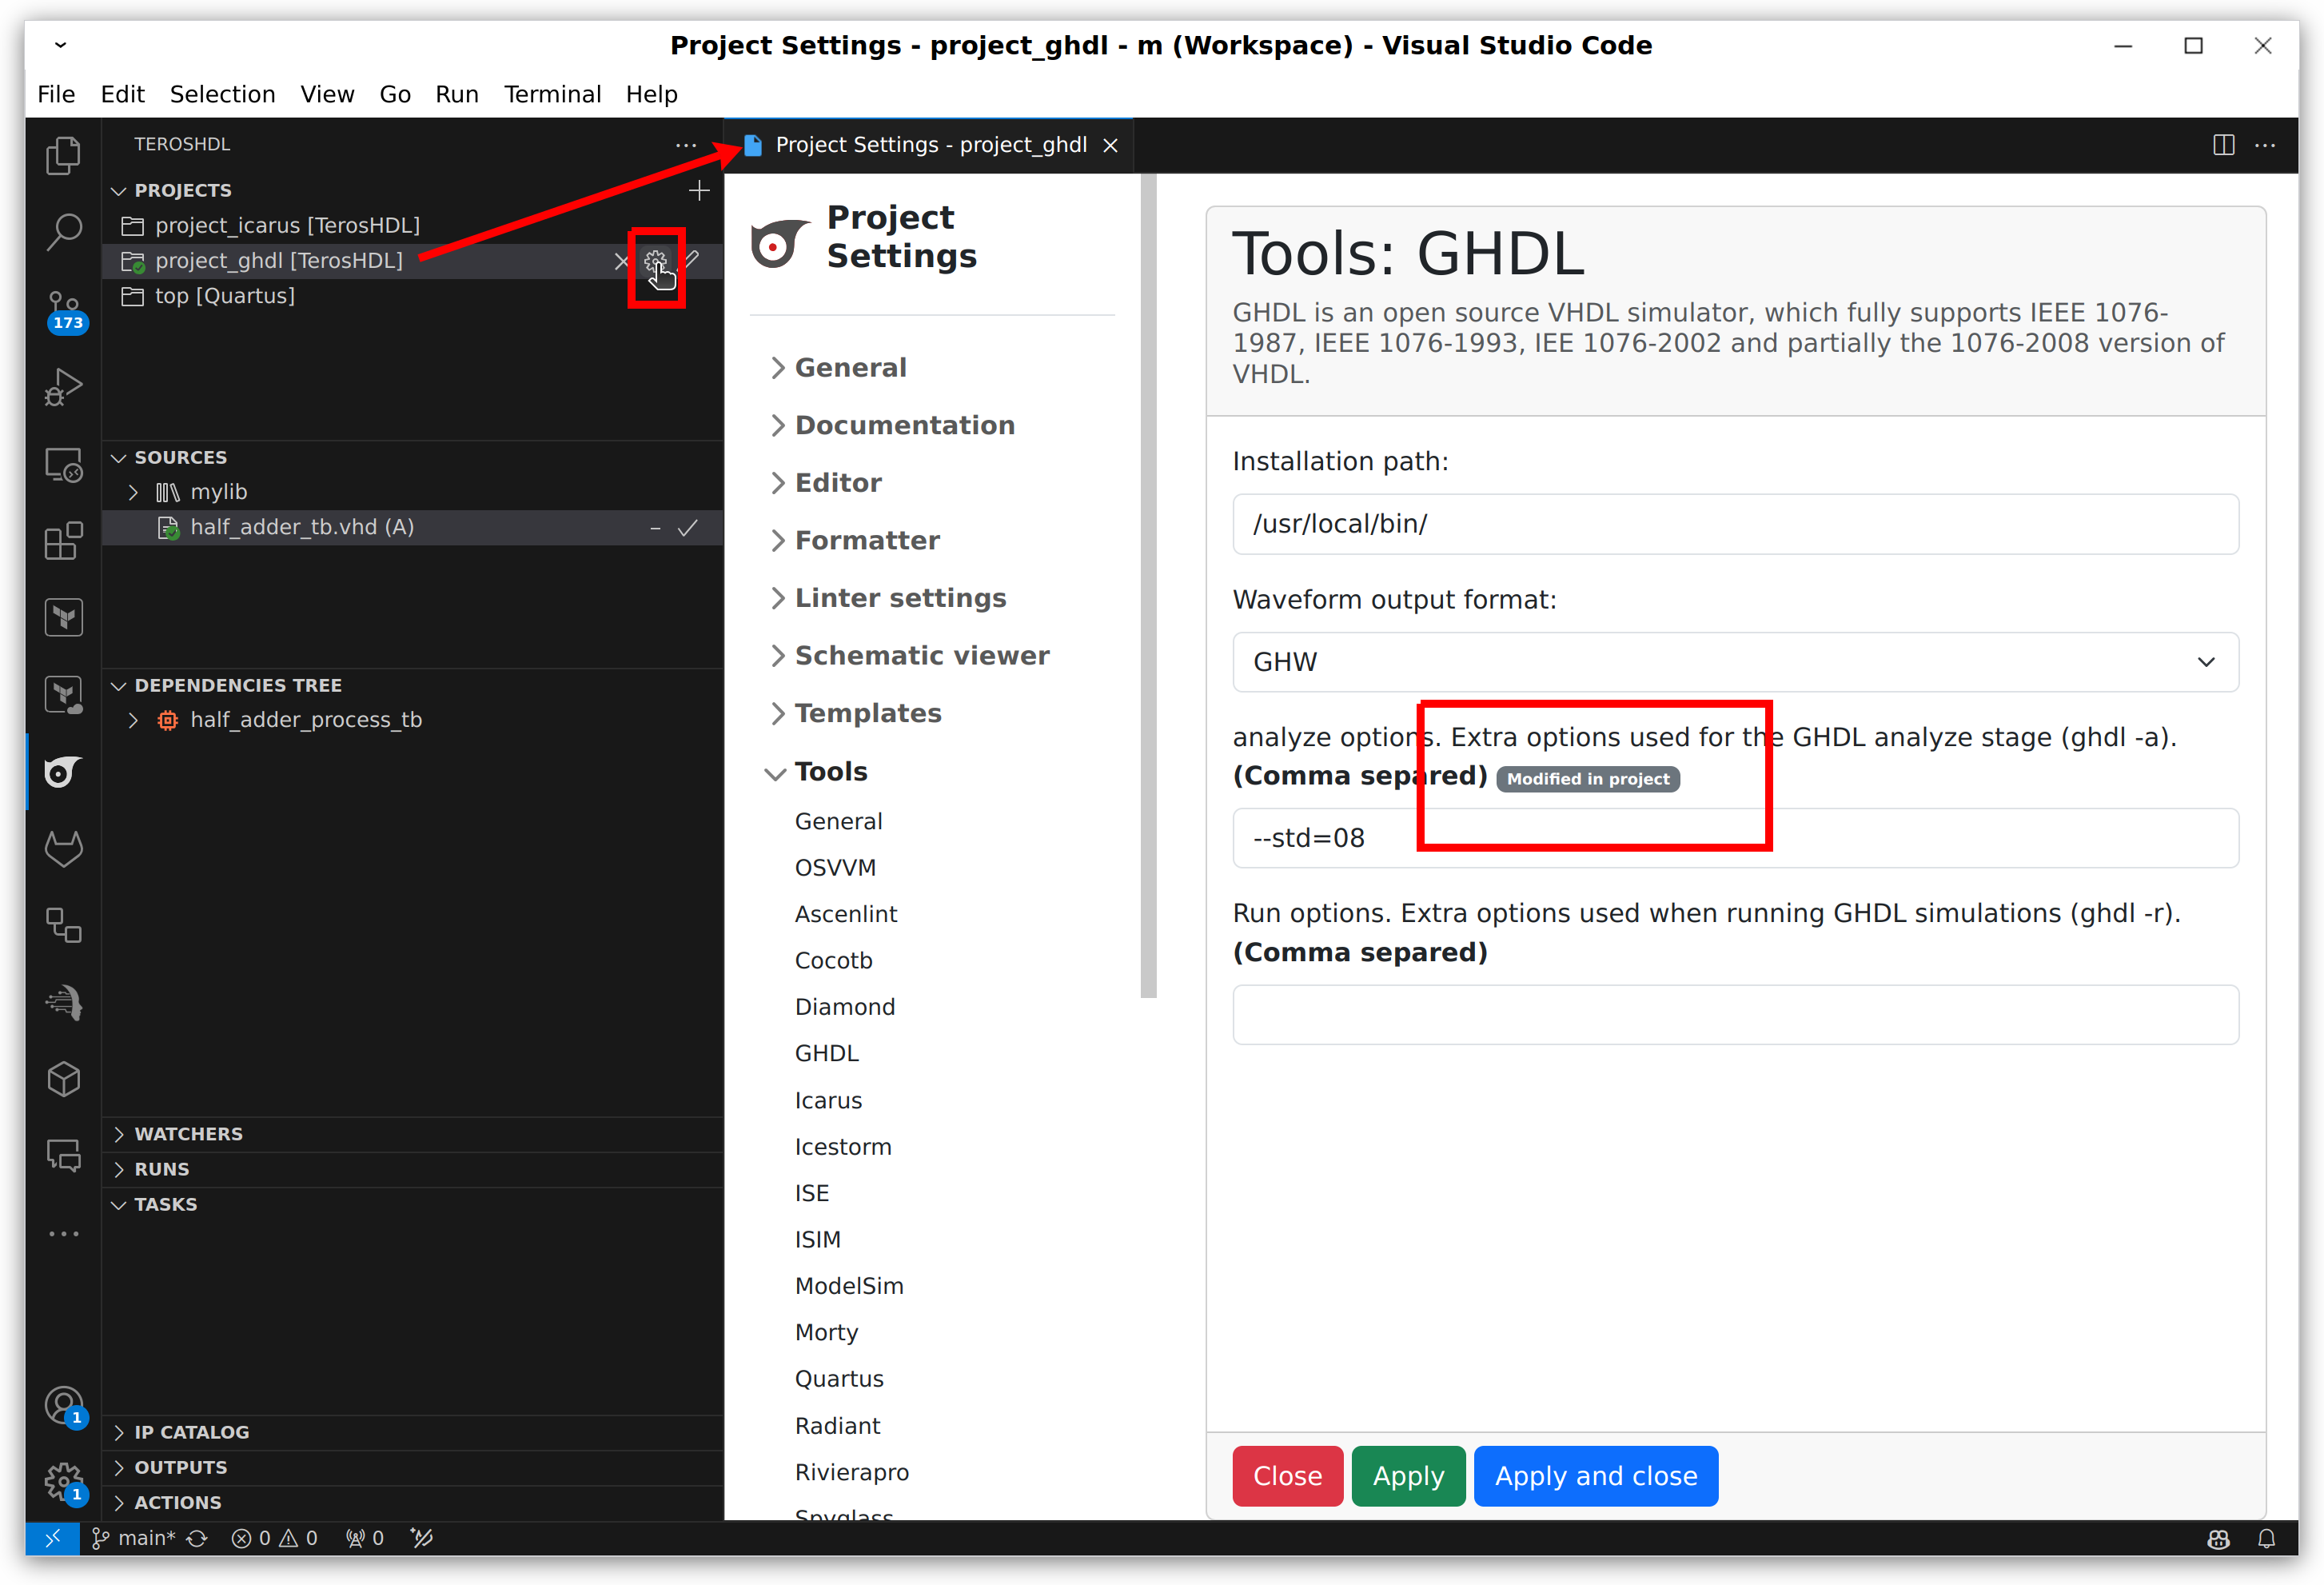 Project Settings - project_ghdl - m (Workspace) - Visual Studio Code
File Edit Selection View Go Run Terminal Help
TEROSHDL
PROJECTS
project_icarus [TerosHDL]
project_ghdl [TerosHDL]
top [Quartus]
173
SOURCES
mylib
half_adder_tb.vhd (A)
DEPENDENCIES TREE
half_adder_process_tb
WATCHERS
RUNS
TASKS
IP CATALOG
OUTPUTS
ACTIONS
1
1
Project Settings - project_ghdl
Project
Settings
General
Documentation
Editor
Formatter
Linter settings
Schematic viewer
Templates
Tools
General
OSVVM
Ascenlint
Cocotb
Diamond
GHDL
Icarus
Icestorm
ISE
ISIM
ModelSim
Morty
Quartus
Radiant
Rivierapro
Spyglass
Tools: GHDL
GHDL is an open source VHDL simulator, which fully supports IEEE 1076-
1987, IEEE 1076-1993, IEE 1076-2002 and partially the 1076-2008 version of
VHDL.
Installation path:
/usr/local/bin/
Waveform output format:
GHW
analyze options. Extra options used for the GHDL analyze stage (ghdl -a).
(Comma separed) Modified in project
--std=08
Run options. Extra options used when running GHDL simulations (ghdl -r).
(Comma separed)
Close Apply Apply and close
main* 0 0 0